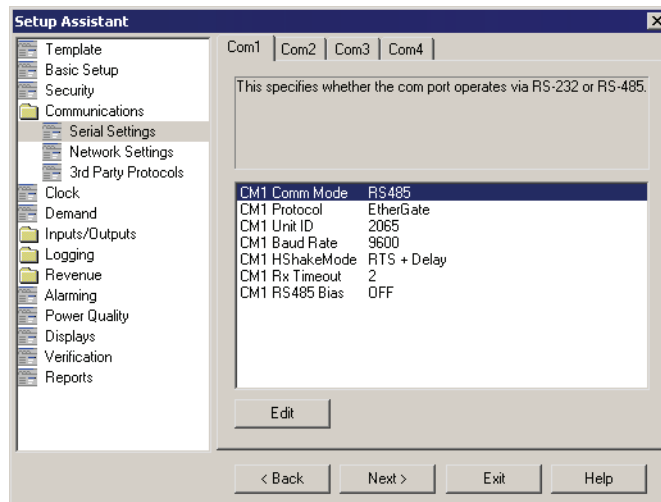 Setup Assistant
Template
Basic Setup
Security
Communications
Serial Settings
Network Settings
3rd Party Protocols
Clock
Demand
Inputs/Outputs
Logging
Revenue
Alarming
Power Quality
Displays
Verification
Reports
Com1 Com2 Com3 Com4
This specifies whether the com port operates via RS-232 or RS-485.
CM1 Comm Mode RS485
CM1 Protocol EtherGate
CM1 Unit ID 2065
CM1 Baud Rate 9600
CM1 HShakeMode RTS + Delay
CM1 Rx Timeout 2
CM1 RS485 Bias OFF
Edit
< Back Next > Exit Help